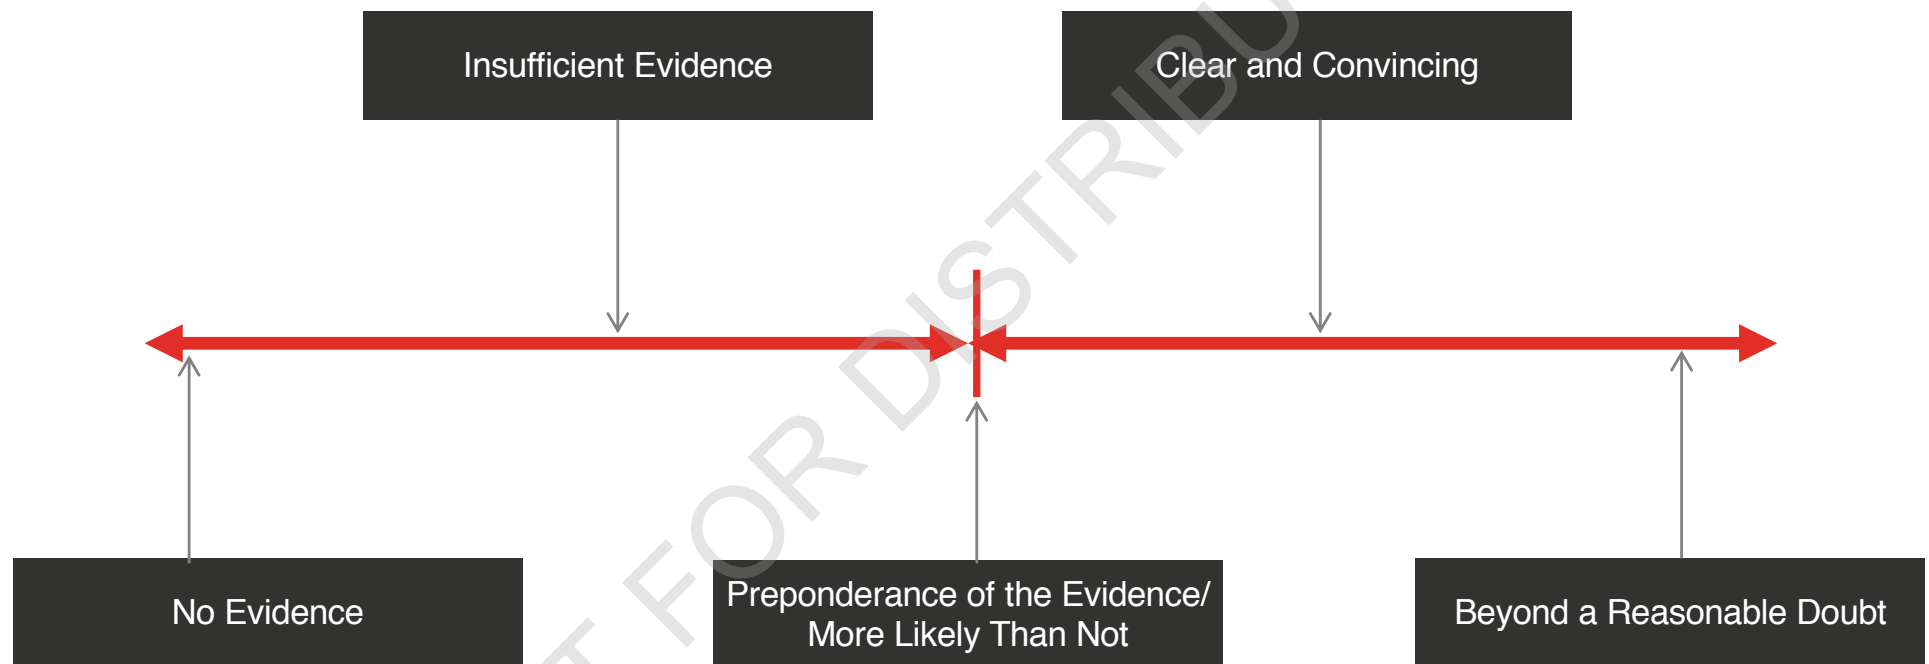 Insufficient Evidence
Clear and Convincing
No Evidence
Preponderance of the Evidence/
More Likely Than Not
Beyond a Reasonable Doubt
T FOR DISTRIBU